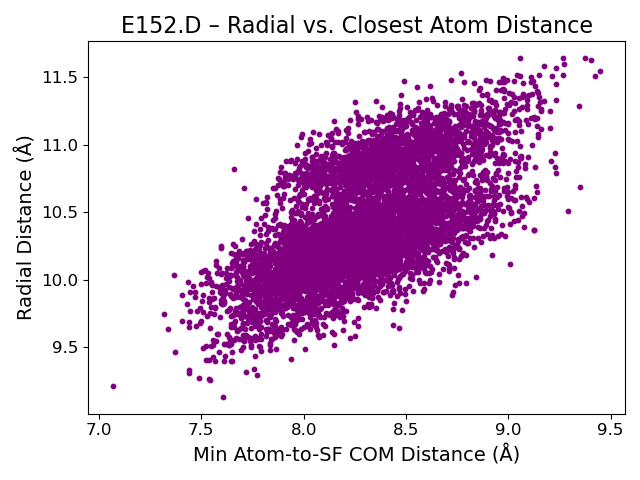 E152.D – Radial vs. Closest Atom Distance
11.5
11.0
10.5
10.0
9.5
Radial Distance (Å)
7.0 7.5 8.0 8.5 9.0 9.5
Min Atom-to-SF COM Distance (Å)